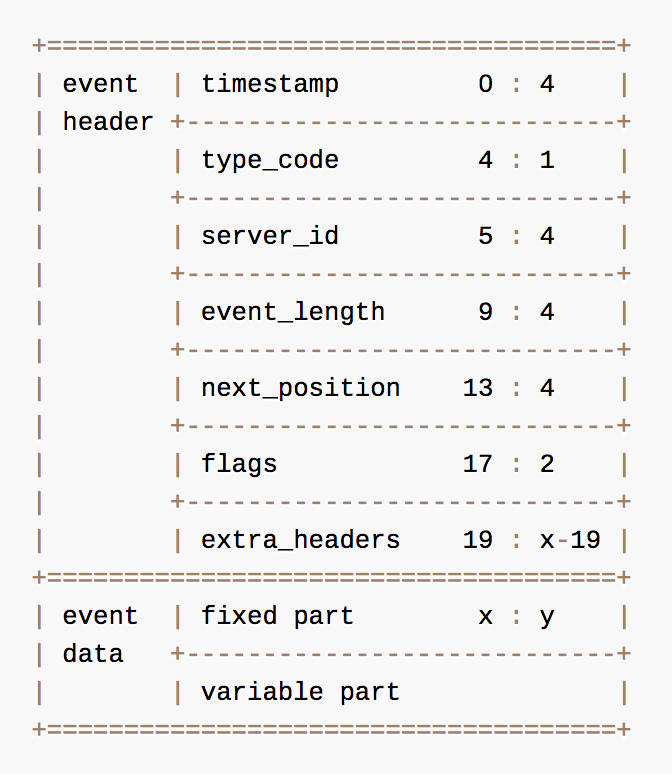 +=====================================+
| event  | timestamp         0 : 4    |
| header +----------------------------+
|        | type_code         4 : 1    |
|        +----------------------------+
|        | server_id         5 : 4    |
|        +----------------------------+
|        | event_length      9 : 4    |
|        +----------------------------+
|        | next_position    13 : 4    |
|        +----------------------------+
|        | flags            17 : 2    |
|        +----------------------------+
|        | extra_headers    19 : x-19 |
+=====================================+
| event  | fixed part        x : y    |
| data   +----------------------------+
|        | variable part              |
+=====================================+